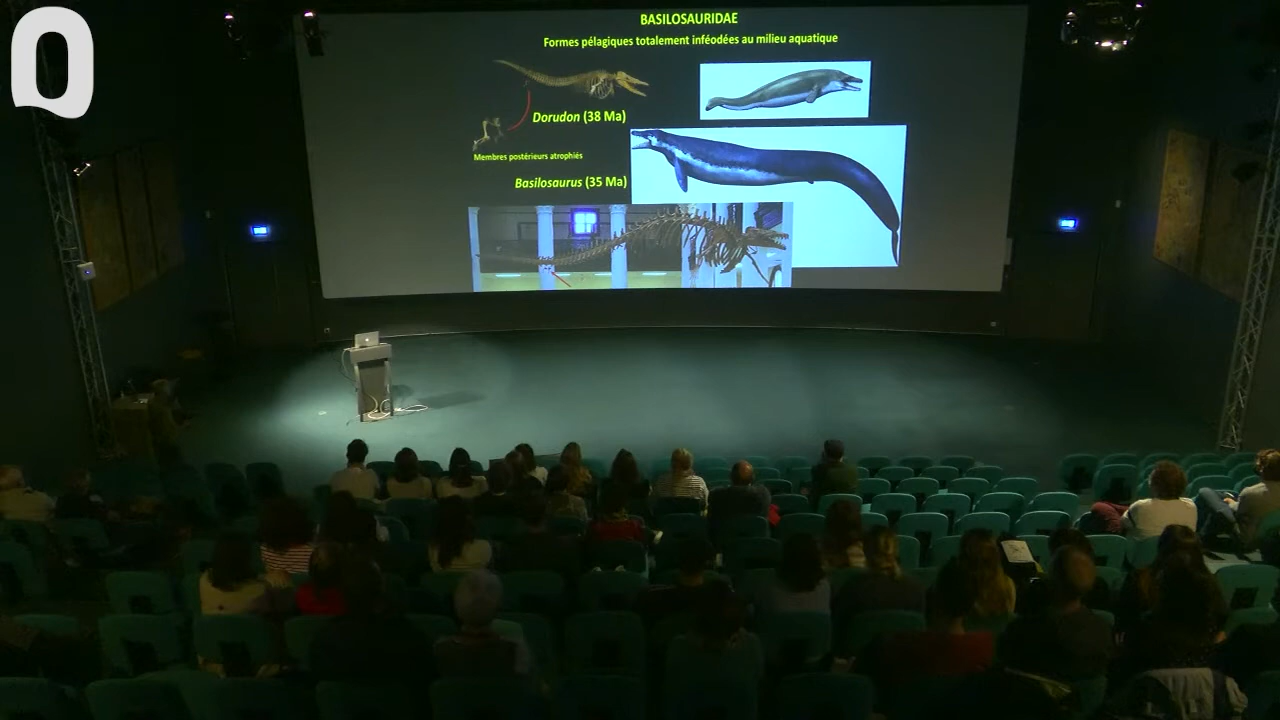 Q
BASILOSAURIDAE
Formes pélagiques totalement inféodées au milieu aquatique
Dorudon (38 Ma)
Membres postérieurs atrophiés
Basilosaurus (35 Ma)